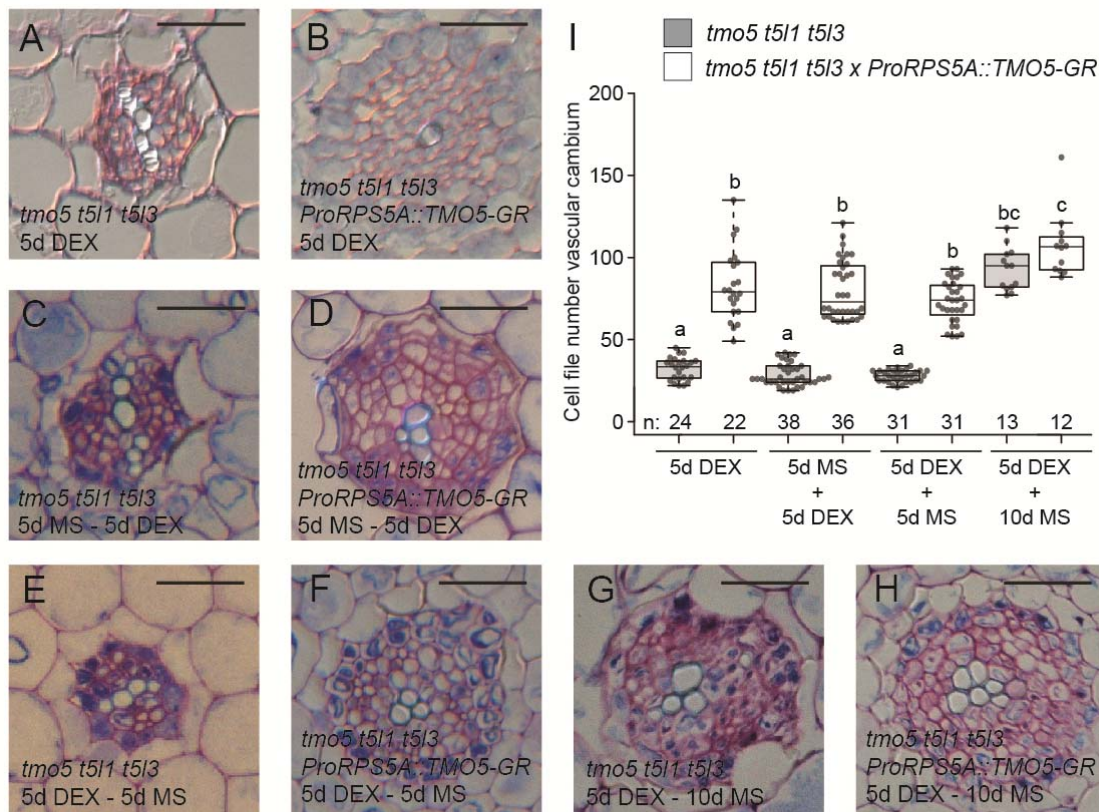 A
tmo5 t5l1 t5l3
5d DEX
B
tmo5 t5l1 t5l3
ProRPS5A::TMO5-GR
5d DEX
C
tmo5 t5l1 t5l3
5d MS - 5d DEX
D
tmo5 t5l1 t5l3
ProRPS5A::TMO5-GR
5d MS - 5d DEX
E
tmo5 t5l1 t5l3
5d DEX - 5d MS
F
tmo5 t5l1 t5l3
ProRPS5A::TMO5-GR
5d DEX - 5d MS
G
tmo5 t5l1 t5l3
5d DEX - 10d MS
H
tmo5 t5l1 t5l3
ProRPS5A::TMO5-GR
5d DEX - 10d MS
I
tmo5 t5l1 t5l3
tmo5 t5l1 t5l3 x ProRPS5A::TMO5-GR
Cell file number vascular cambium
200
150
100
50
0
a b a b a b bc c
n: 24 22 38 36 31 31 13 12
5d DEX 5d MS 5d DEX 5d DEX
+ + +
5d DEX 5d MS 10d MS